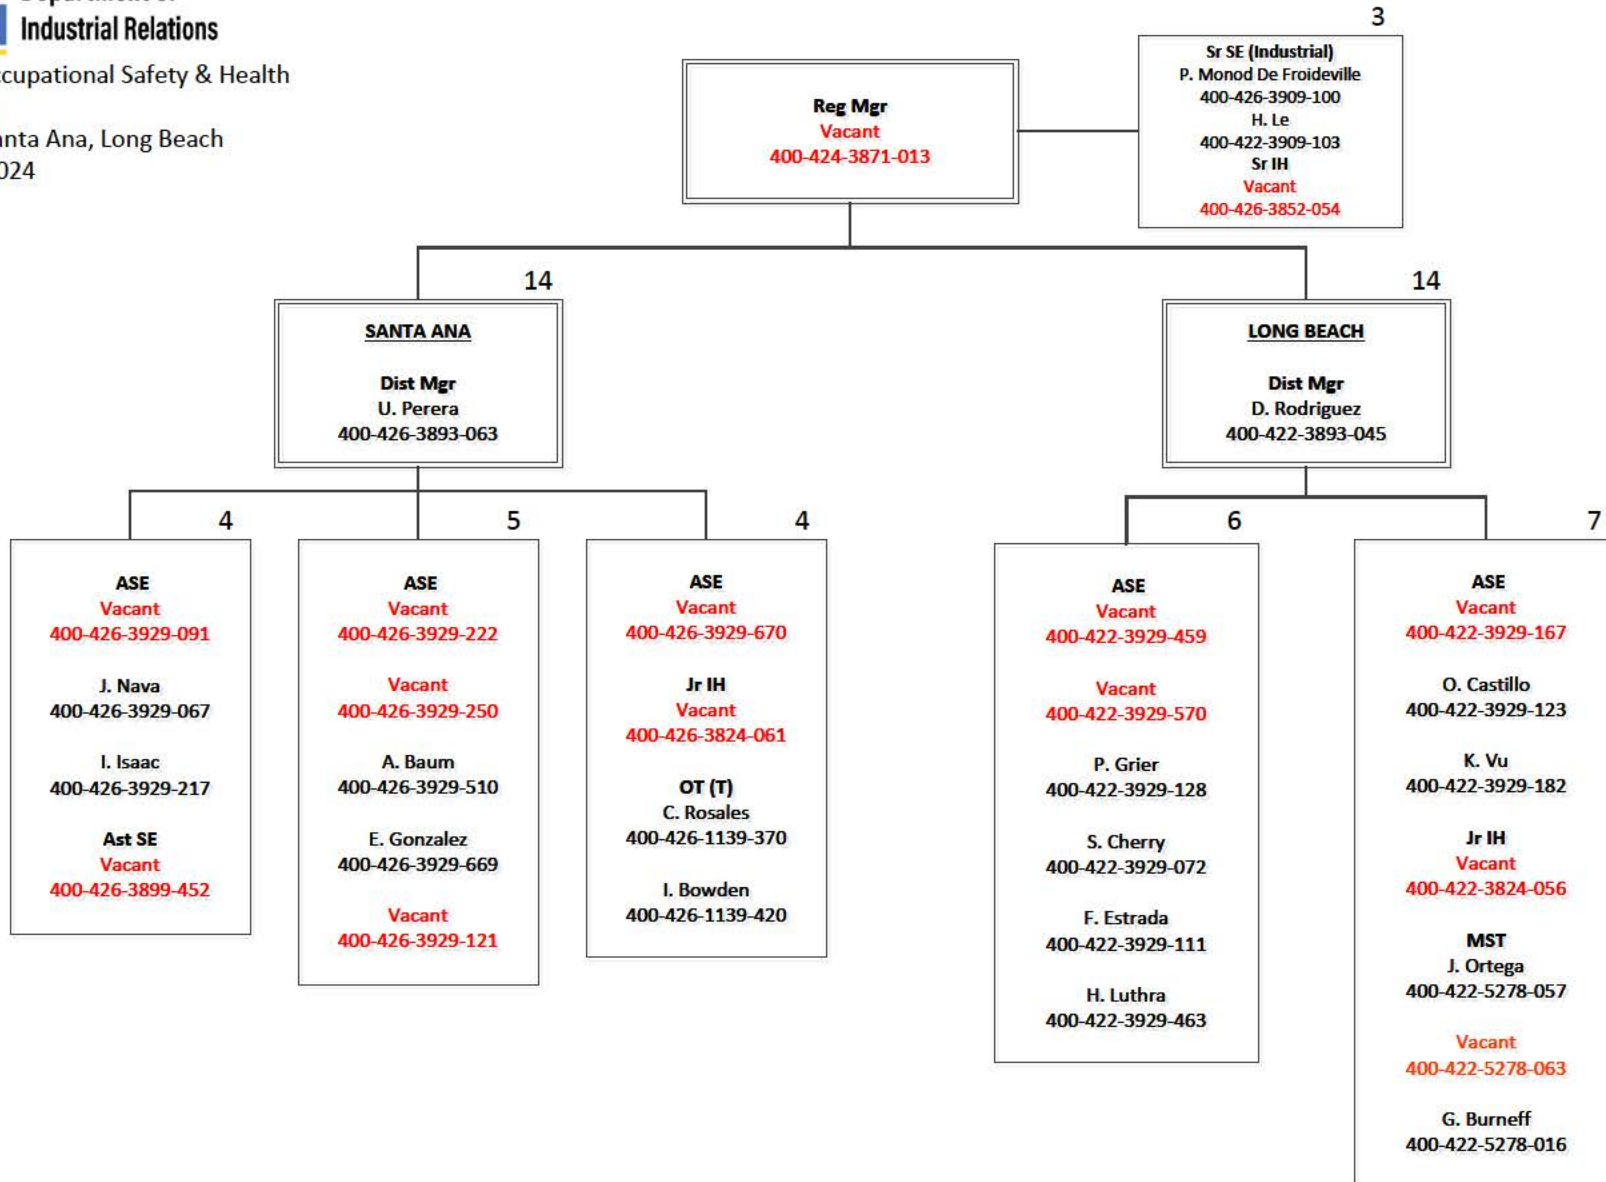 Industrial Relations
Occupational Safety & Health
Santa Ana, Long Beach
2024
3
Sr SE (Industrial)
P. Monod De Froideville
400-426-3909-100
H. Le
400-422-3909-103
Sr IH
Vacant
400-426-3852-054
Reg Mgr
Vacant
400-424-3871-013
14
SANTA ANA
Dist Mgr
U. Perera
400-426-3893-063
14
LONG BEACH
Dist Mgr
D. Rodriguez
400-422-3893-045
4
ASE
Vacant
400-426-3929-091
J. Nava
400-426-3929-067
I. Isaac
400-426-3929-217
Ast SE
Vacant
400-426-3899-452
5
ASE
Vacant
400-426-3929-222
Vacant
400-426-3929-250
A. Baum
400-426-3929-510
E. Gonzalez
400-426-3929-669
Vacant
400-426-3929-121
4
ASE
Vacant
400-426-3929-670
Jr IH
Vacant
400-426-3824-061
OT (T)
C. Rosales
400-426-1139-370
I. Bowden
400-426-1139-420
6
ASE
Vacant
400-422-3929-459
Vacant
400-422-3929-570
P. Grier
400-422-3929-128
S. Cherry
400-422-3929-072
F. Estrada
400-422-3929-111
H. Luthra
400-422-3929-463
7
ASE
Vacant
400-422-3929-167
O. Castillo
400-422-3929-123
K. Vu
400-422-3929-182
Jr IH
Vacant
400-422-3824-056
MST
J. Ortega
400-422-5278-057
Vacant
400-422-5278-063
G. Burneff
400-422-5278-016